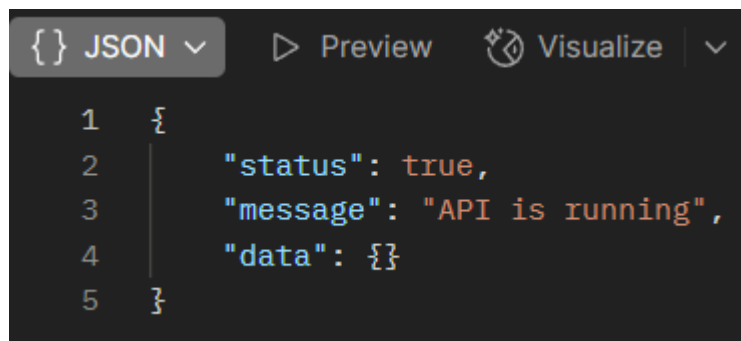 {} JSON Preview Visualize
1 {
2 "status": true,
3 "message": "API is running",
4 "data": {}
5 }